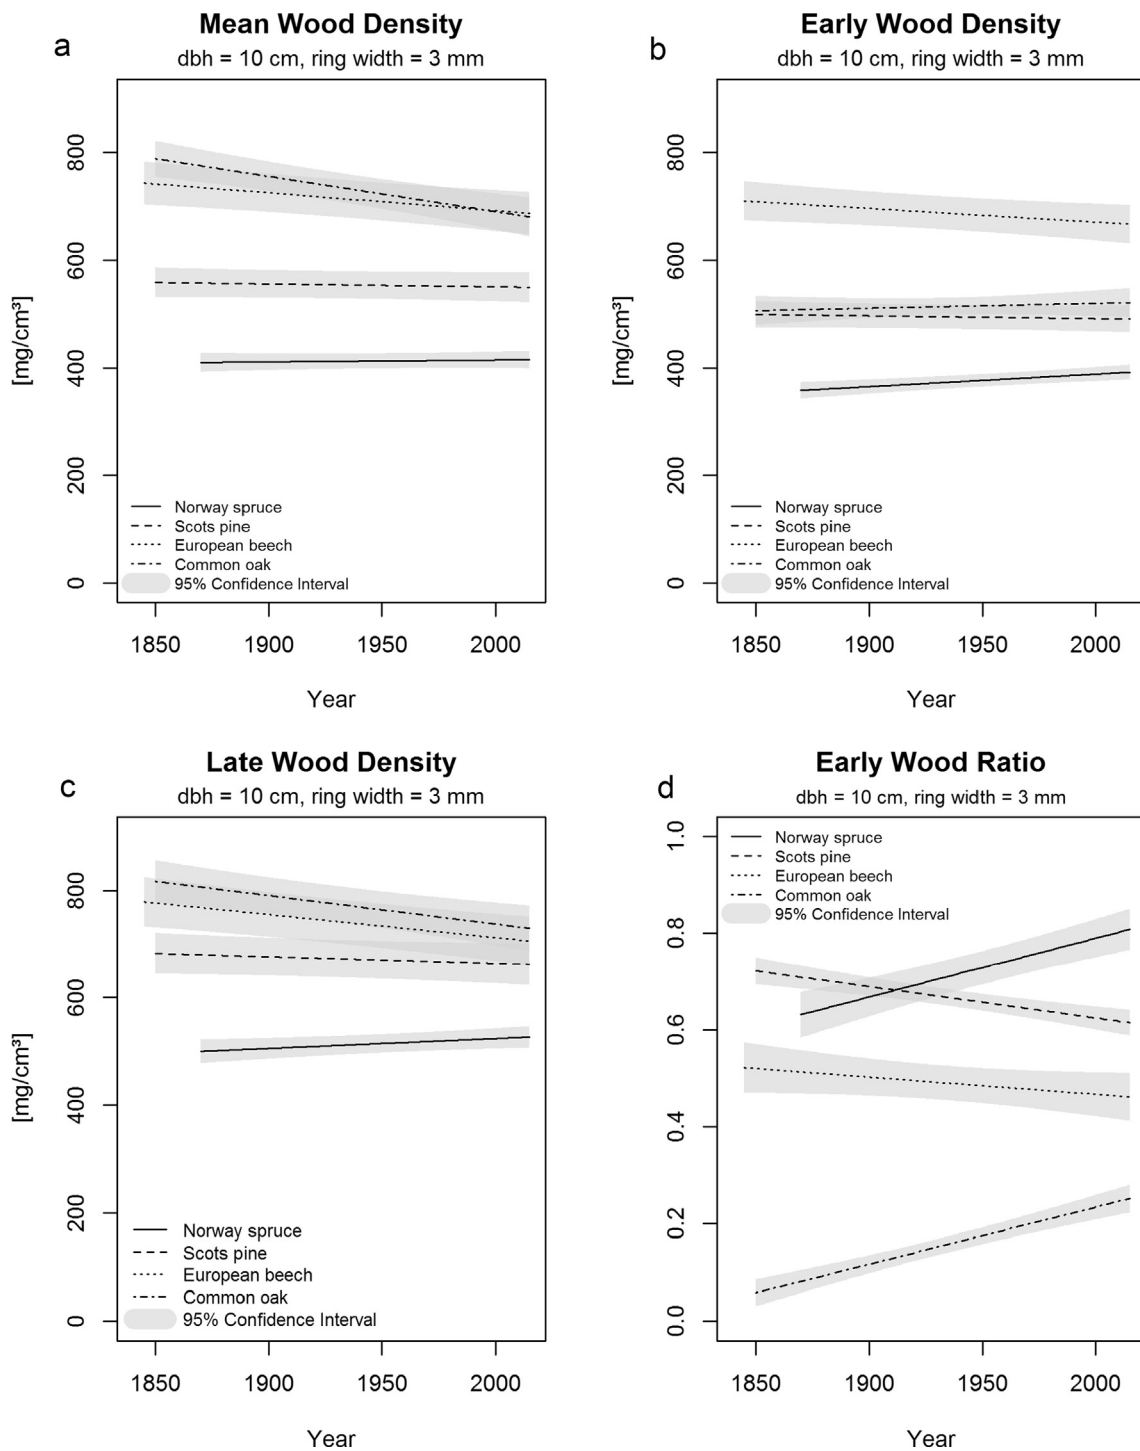 a
Mean Wood Density
dbh = 10 cm, ring width = 3 mm
[mg/cm³]
800
600
400
200
0
Norway spruce
Scots pine
European beech
Common oak
95% Confidence Interval
1850 1900 1950 2000
Year
b
Early Wood Density
dbh = 10 cm, ring width = 3 mm
[mg/cm³]
800
600
400
200
0
Norway spruce
Scots pine
European beech
Common oak
95% Confidence Interval
1850 1900 1950 2000
Year
c
Late Wood Density
dbh = 10 cm, ring width = 3 mm
[mg/cm³]
800
600
400
200
0
Norway spruce
Scots pine
European beech
Common oak
95% Confidence Interval
1850 1900 1950 2000
Year
d
Early Wood Ratio
dbh = 10 cm, ring width = 3 mm
1.0
0.8
0.6
0.4
0.2
0.0
Norway spruce
Scots pine
European beech
Common oak
95% Confidence Interval
1850 1900 1950 2000
Year